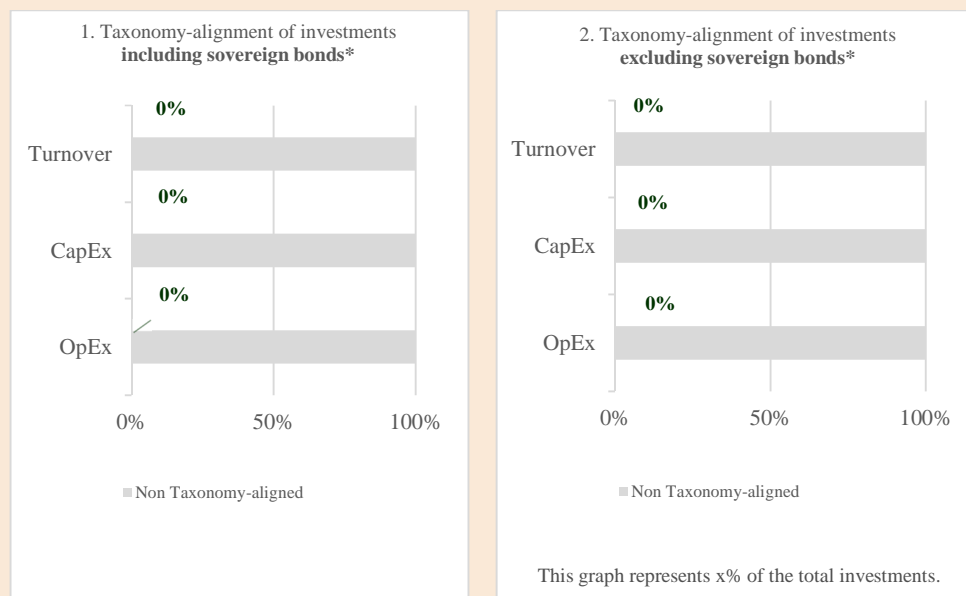 1. Taxonomy-alignment of investments
including sovereign bonds*
0%
Turnover
0%
CapEx
0%
OpEx
0%
50%
100%
Non Taxonomy-aligned
2. Taxonomy-alignment of investments
excluding sovereign bonds*
0%
Turnover
0%
CapEx
0%
OpEx
0%
50%
100%
Non Taxonomy-aligned
This graph represents x% of the total investments.